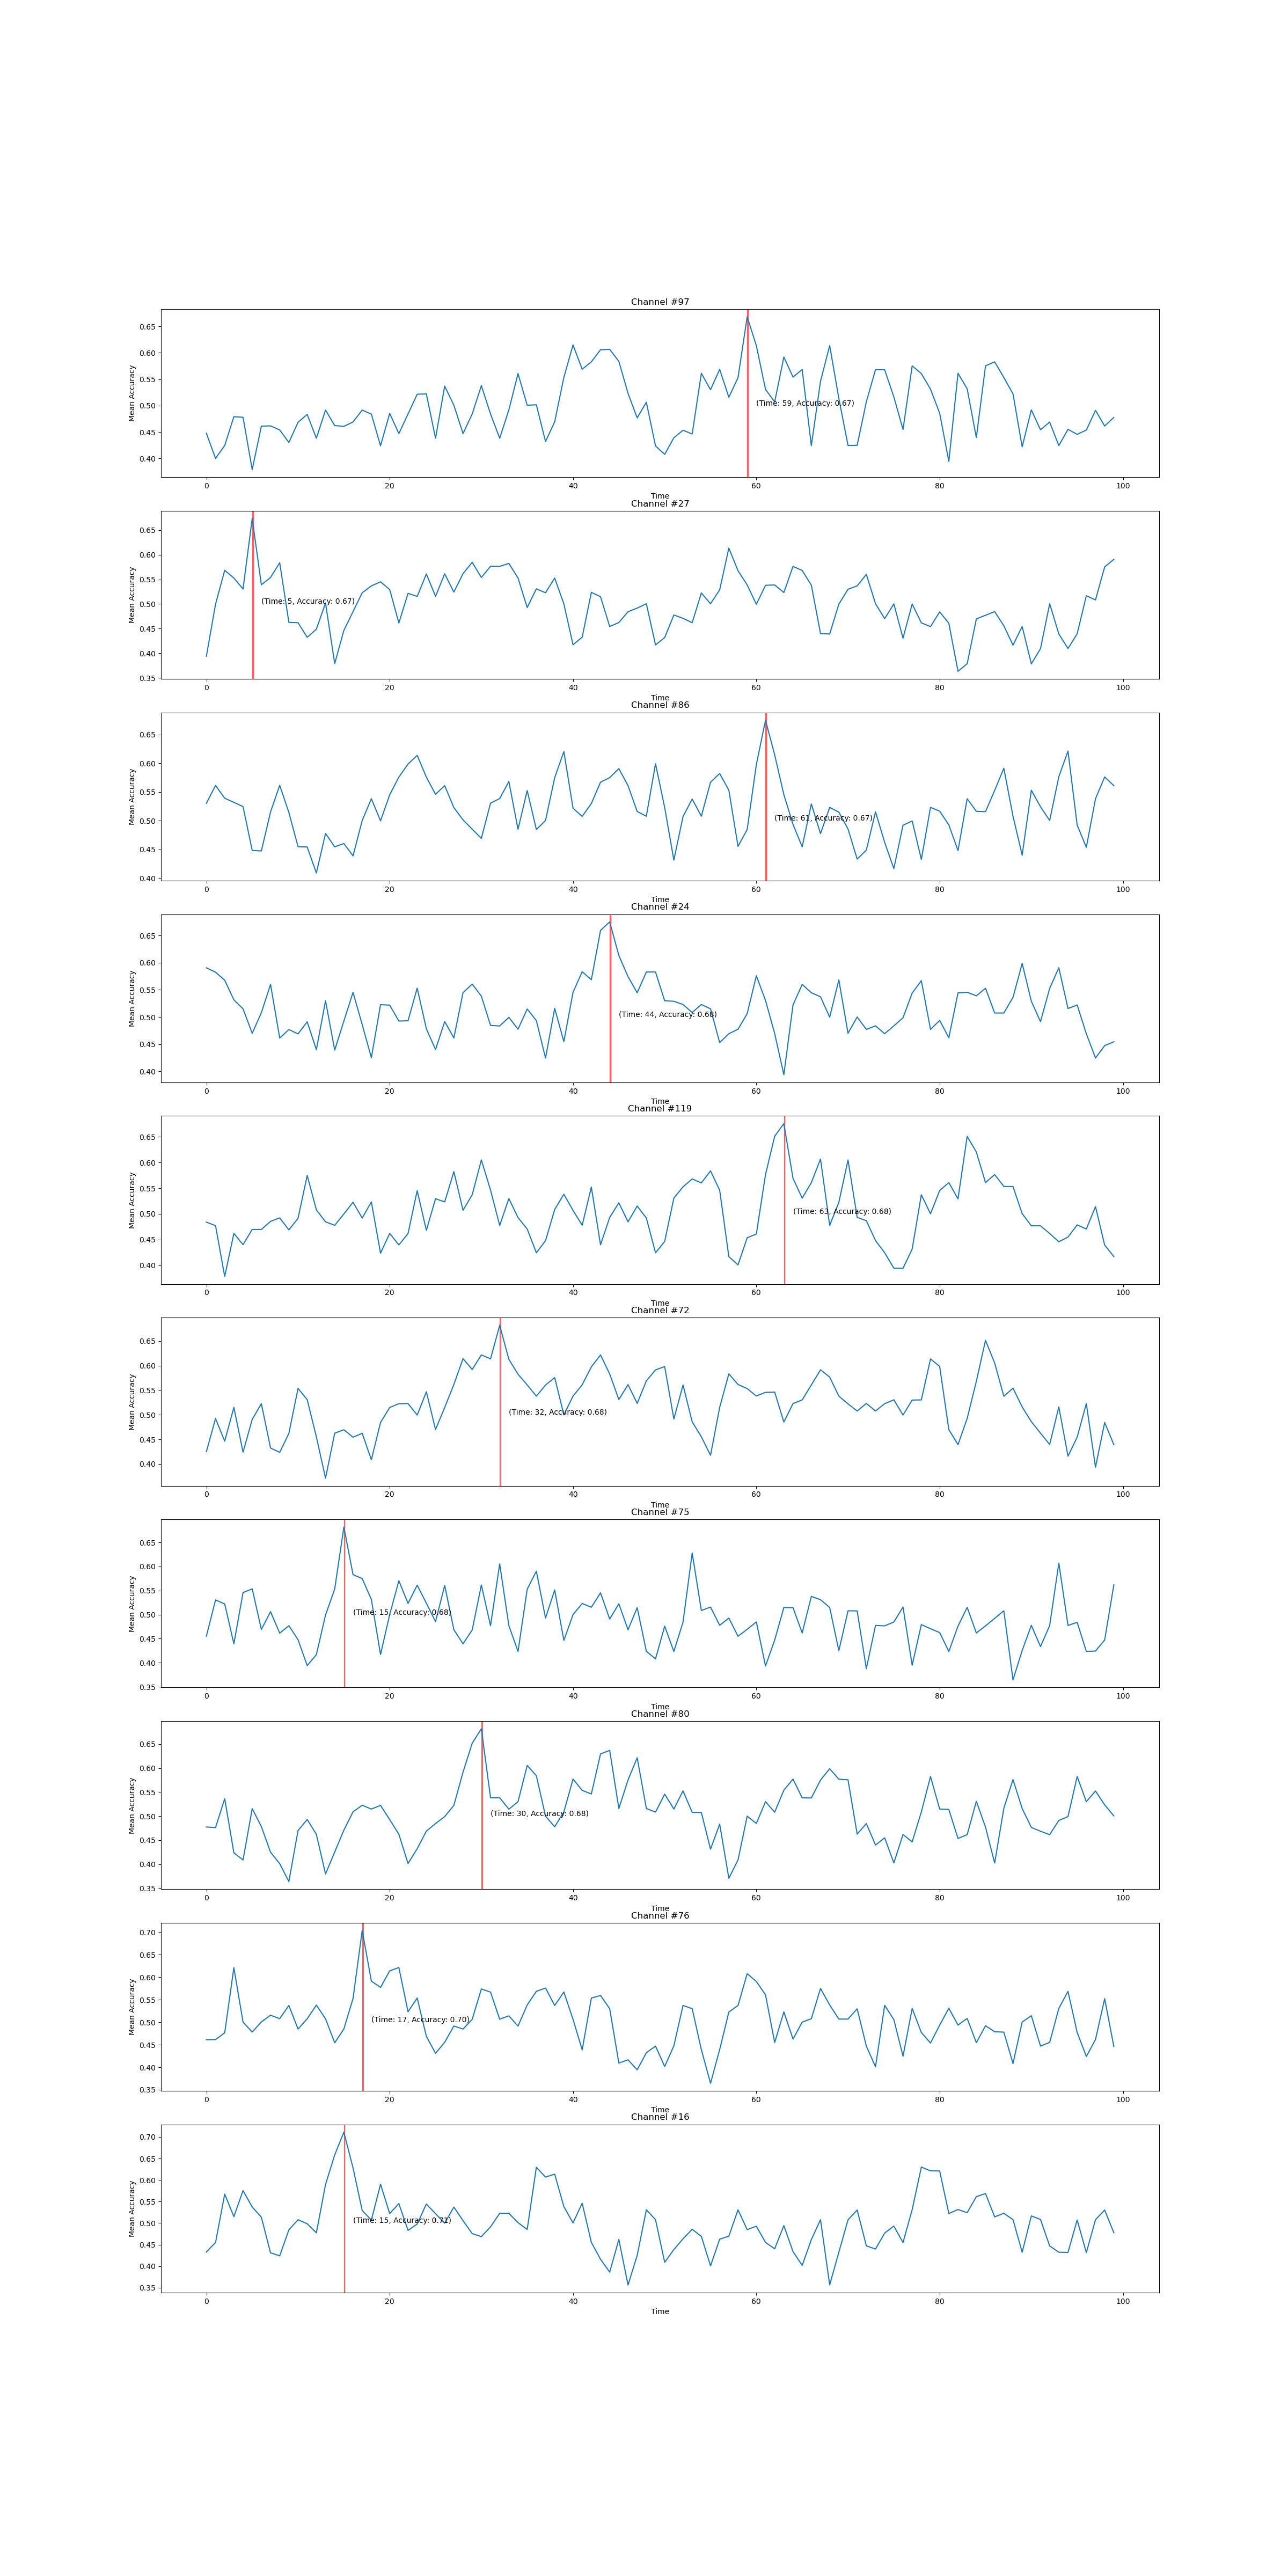 Channel #97
Mean Accuracy
0.65
0.60
0.55
0.50
0.45
0.40
(Time: 59, Accuracy: 0.67)
0 20 40 60 80 100
Time
Channel #27
Mean Accuracy
0.65
0.60
0.55
0.50
0.45
0.40
0.35
(Time: 5, Accuracy: 0.67)
0 20 40 60 80 100
Time
Channel #86
Mean Accuracy
0.65
0.60
0.55
0.50
0.45
0.40
(Time: 61, Accuracy: 0.67)
0 20 40 60 80 100
Time
Channel #24
Mean Accuracy
0.65
0.60
0.55
0.50
0.45
0.40
(Time: 44, Accuracy: 0.68)
0 20 40 60 80 100
Time
Channel #119
Mean Accuracy
0.65
0.60
0.55
0.50
0.45
0.40
(Time: 63, Accuracy: 0.68)
0 20 40 60 80 100
Time
Channel #72
Mean Accuracy
0.65
0.60
0.55
0.50
0.45
0.40
(Time: 32, Accuracy: 0.68)
0 20 40 60 80 100
Time
Channel #75
Mean Accuracy
0.65
0.60
0.55
0.50
0.45
0.40
0.35
(Time: 15, Accuracy: 0.68)
0 20 40 60 80 100
Time
Channel #80
Mean Accuracy
0.65
0.60
0.55
0.50
0.45
0.40
0.35
(Time: 30, Accuracy: 0.68)
0 20 40 60 80 100
Time
Channel #76
Mean Accuracy
0.70
0.65
0.60
0.55
0.50
0.45
0.40
0.35
(Time: 17, Accuracy: 0.70)
0 20 40 60 80 100
Time
Channel #16
Mean Accuracy
0.70
0.65
0.60
0.55
0.50
0.45
0.40
0.35
(Time: 15, Accuracy: 0.71)
0 20 40 60 80 100
Time